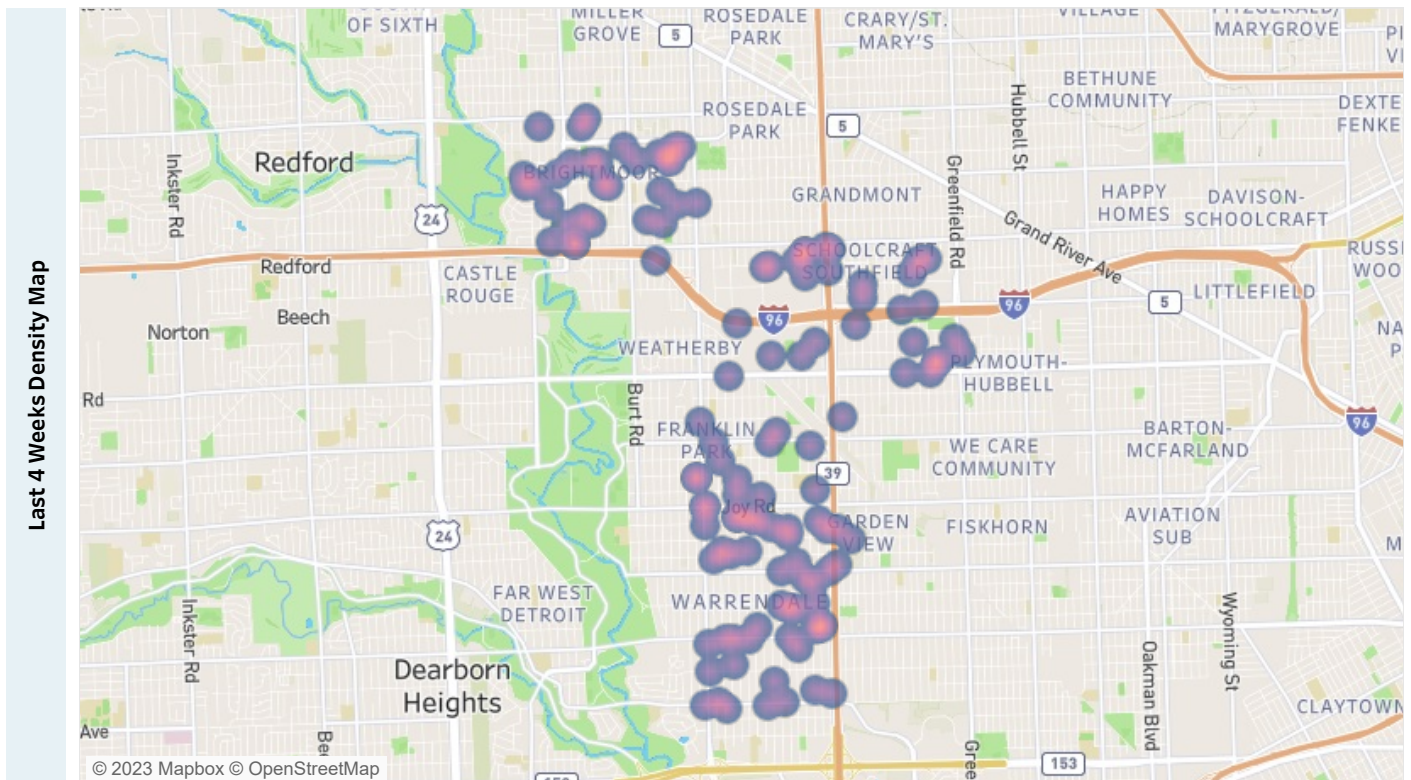 Last 4 Weeks Density Map
OF SIXTH
MILLER
GROVE
5
ROSEDALE
PARK
CRARY/ST.
MARY'S
VILLAGE
FITZGERALD/
MARYGROVE
BETHUNE
COMMUNITY
ROSEDALE
PARK
5
Hubbell St
Redford
Inkster Rd
BRIGHTMOOR
24
GRANDMONT
Greenfield Rd
HAPPY
HOMES
DAVISON-
SCHOOLCRAFT
Grand River Ave
SCHOOLCRAFT
SOUTHFIELD
Redford
CASTLE
ROUGE
LITTLEFIELD
96
96
5
Beech
Norton
WEATHERBY
PLYMOUTH-
HUBBELL
Rd
Burt Rd
96
FRANKLIN
PARK
WE CARE
COMMUNITY
BARTON-
MCFARLAND
39
Joy Rd
GARDEN
VIEW
FISKHORN
AVIATION
SUB
24
FAR WEST
DETROIT
WARRENDALE
Inkster Rd
Wyoming St
Oakman Blvd
Dearborn
Heights
CLAYTOWN
Ave
153
© 2023 Mapbox © OpenStreetMap